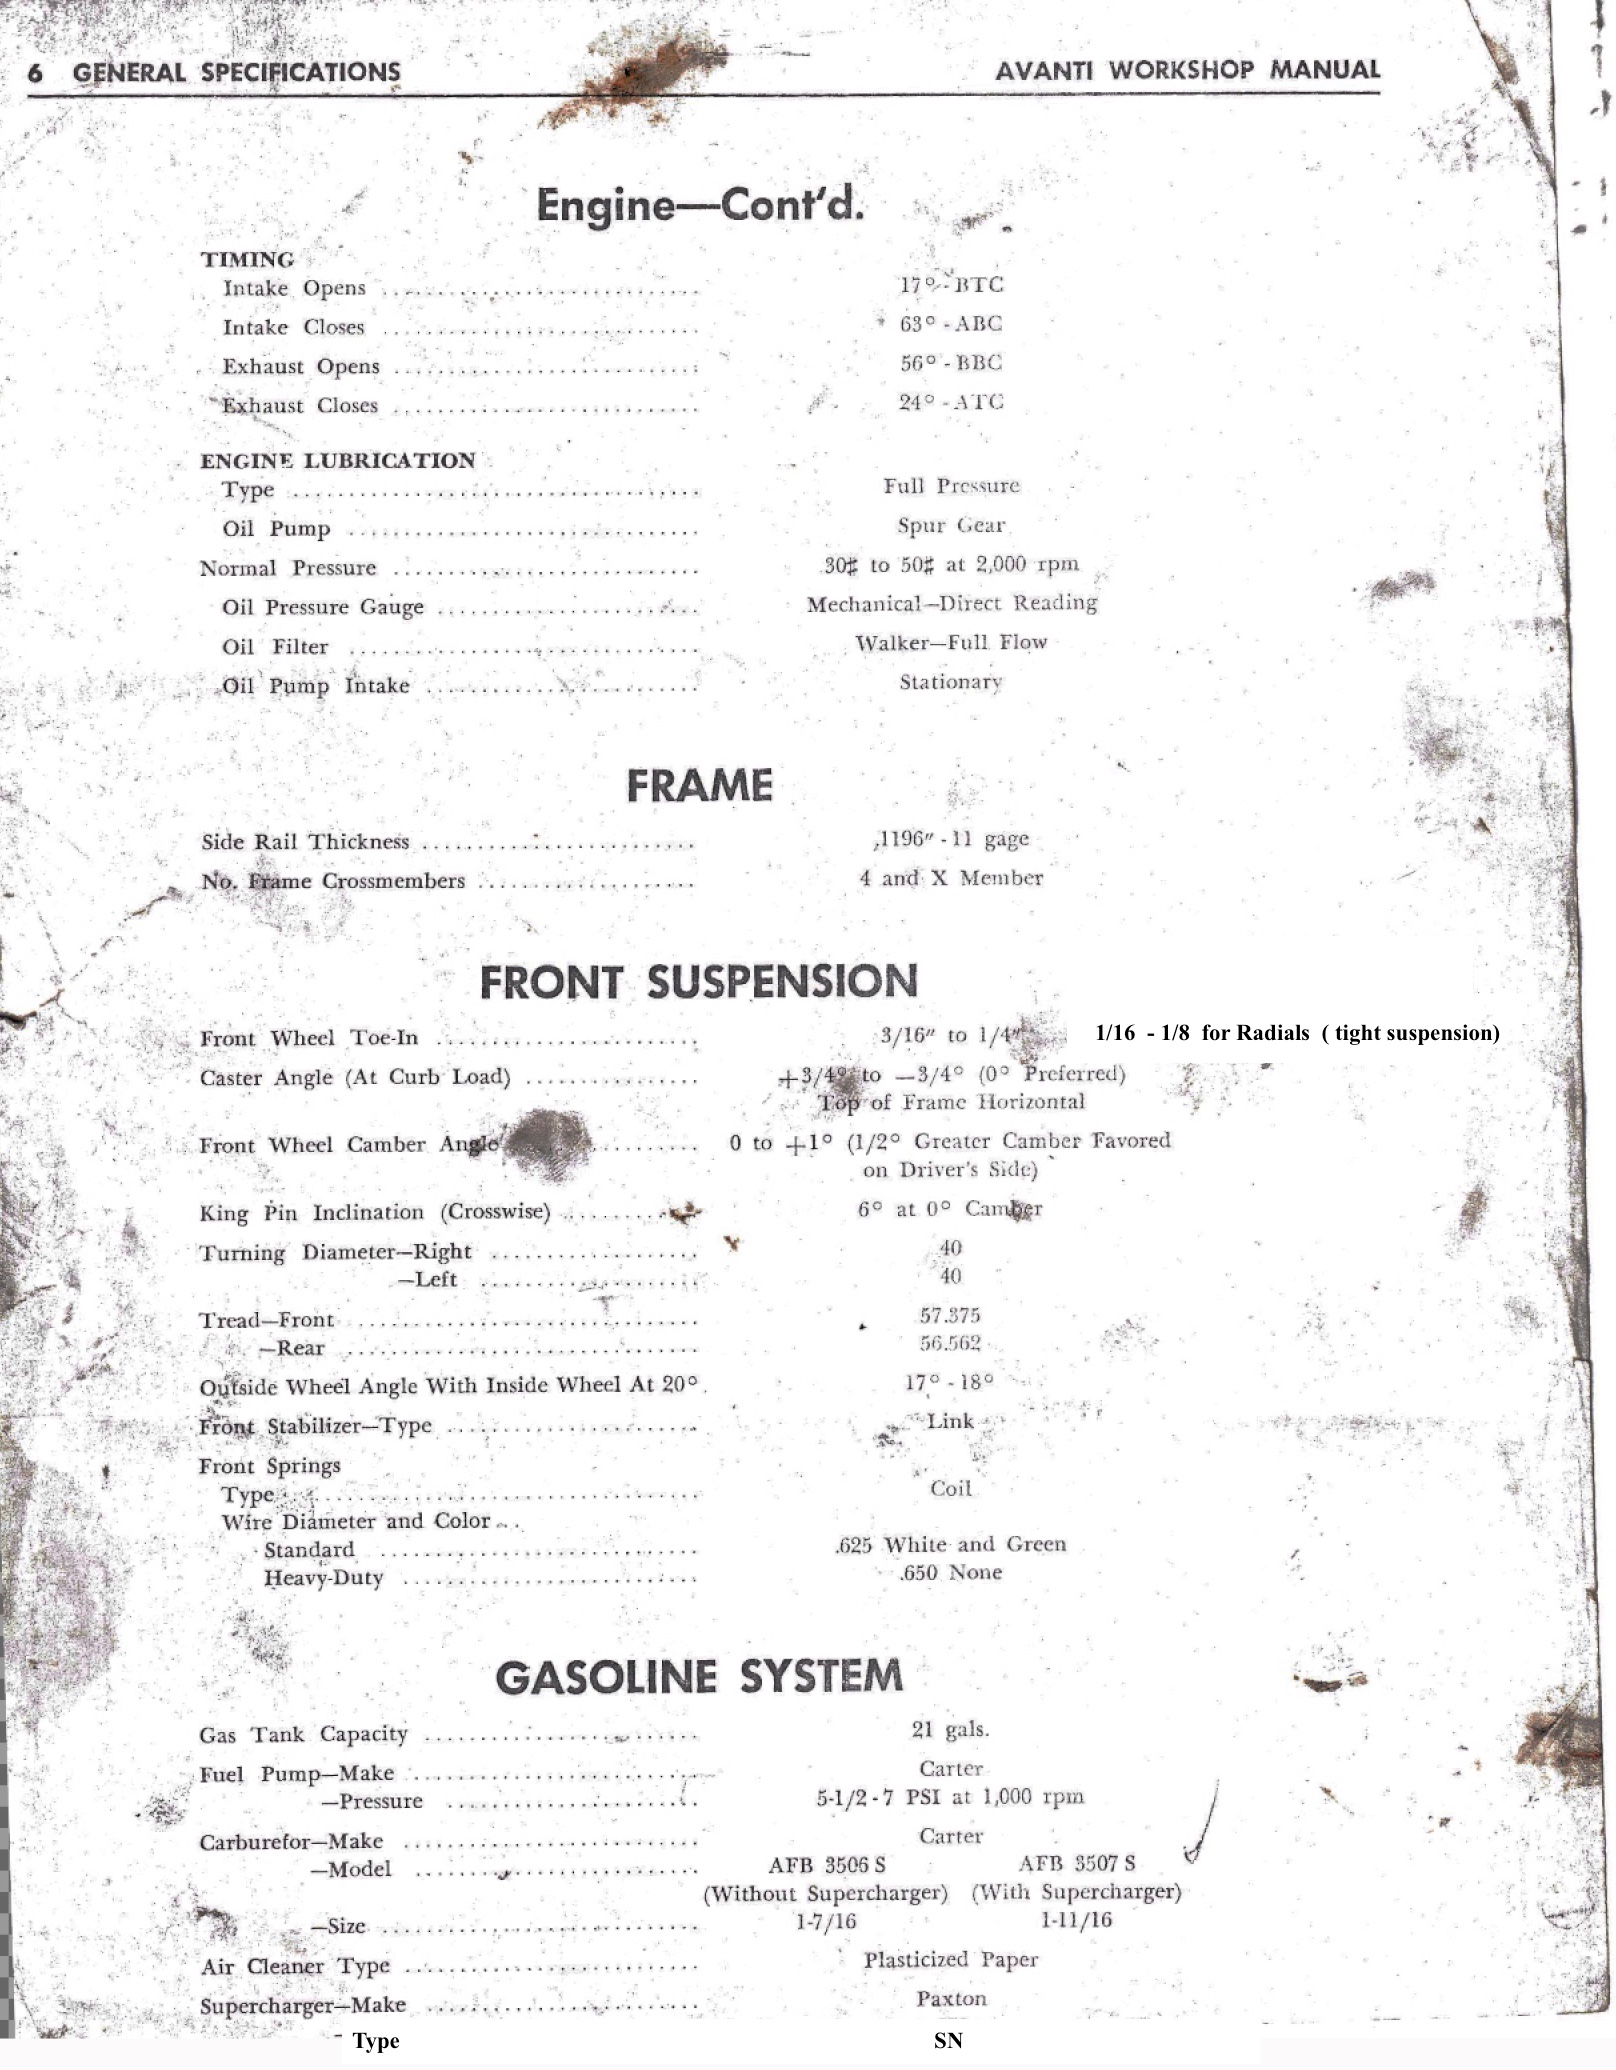 6 GENERAL SPECIFICATIONS AVANTI WORKSHOP MANUAL
Engine—Cont'd.
TIMING
Intake Opens ............................ 17° - BTC
Intake Closes ............................ 63° - ABC
Exhaust Opens ............................ 56° - BBC
Exhaust Closes ............................ 24° - ATC
ENGINE LUBRICATION
Type ............................ Full Pressure
Oil Pump ............................ Spur Gear
Normal Pressure ............................ 30# to 50# at 2,000 rpm
Oil Pressure Gauge ............................ Mechanical—Direct Reading
Oil Filter ............................ Walker—Full Flow
Oil Pump Intake ............................ Stationary
FRAME
Side Rail Thickness ............................ .1196″ - 11 gage
No. Frame Crossmembers ............................ 4 and X Member
FRONT SUSPENSION
Front Wheel Toe-In ............................ 3/16″ to 1/4″ 1/16 - 1/8 for Radials ( tight suspension)
Caster Angle (At Curb Load) ................ +3/4° to —3/4° (0° Preferred)
Top of Frame Horizontal
Front Wheel Camber Angle .......... 0 to +1° (1/2° Greater Camber Favored
on Driver's Side)
King Pin Inclination (Crosswise) .......... 6° at 0° Camber
Turning Diameter—Right ................... 40
—Left .................... 40
Tread—Front ............................ 57.375
—Rear ............................ 56.562
Outside Wheel Angle With Inside Wheel At 20° . 17° - 18°
Front Stabilizer—Type ....................... Link
Front Springs
Type ............................ Coil
Wire Diameter and Color . .
Standard ............................ .625 White and Green
Heavy-Duty ............................ .650 None
GASOLINE SYSTEM
Gas Tank Capacity ............................ 21 gals.
Fuel Pump—Make ............................ Carter
—Pressure ....................... 5-1/2 - 7 PSI at 1,000 rpm
Carburefor—Make ............................ Carter
—Model ............................ AFB 3506 S AFB 3507 S
(Without Supercharger) (With Supercharger)
—Size ............................ 1-7/16 1-11/16
Air Cleaner Type ............................ Plasticized Paper
Supercharger—Make ......................... Paxton
- Type SN